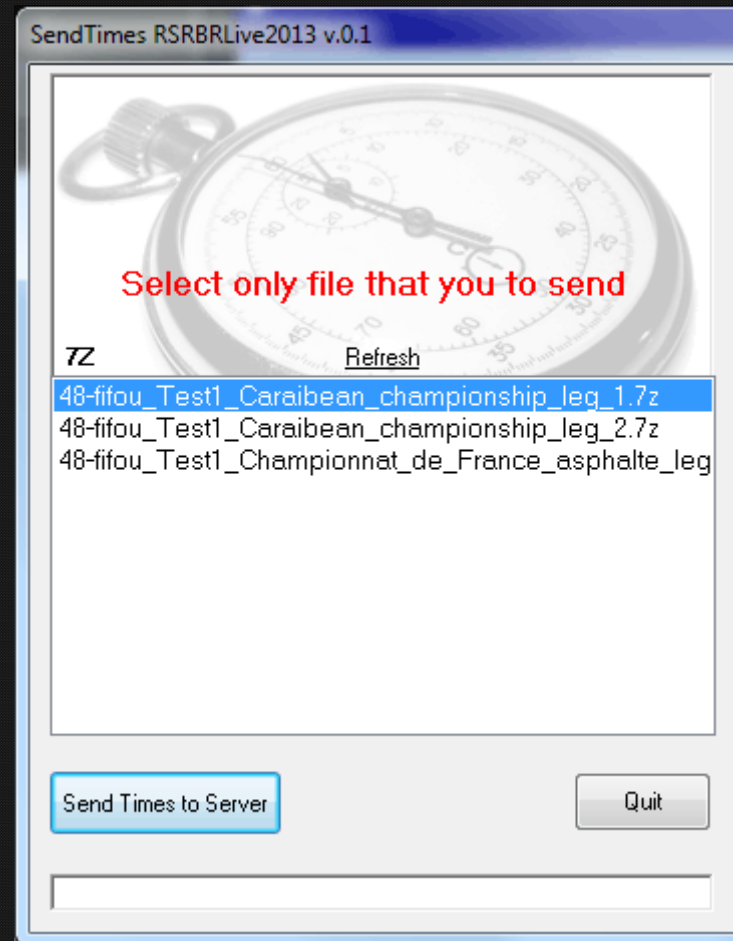 SendTimes RSRBRLive2013 v.0.1
Select only file that you to send
7Z
Refresh
48-fifou_Test1_Caraibean_championship_leg_1.7z
48-fifou_Test1_Caraibean_championship_leg_2.7z
48-fifou_Test1_Championnat_de_France_asphalte_leg
Send Times to Server
Quit